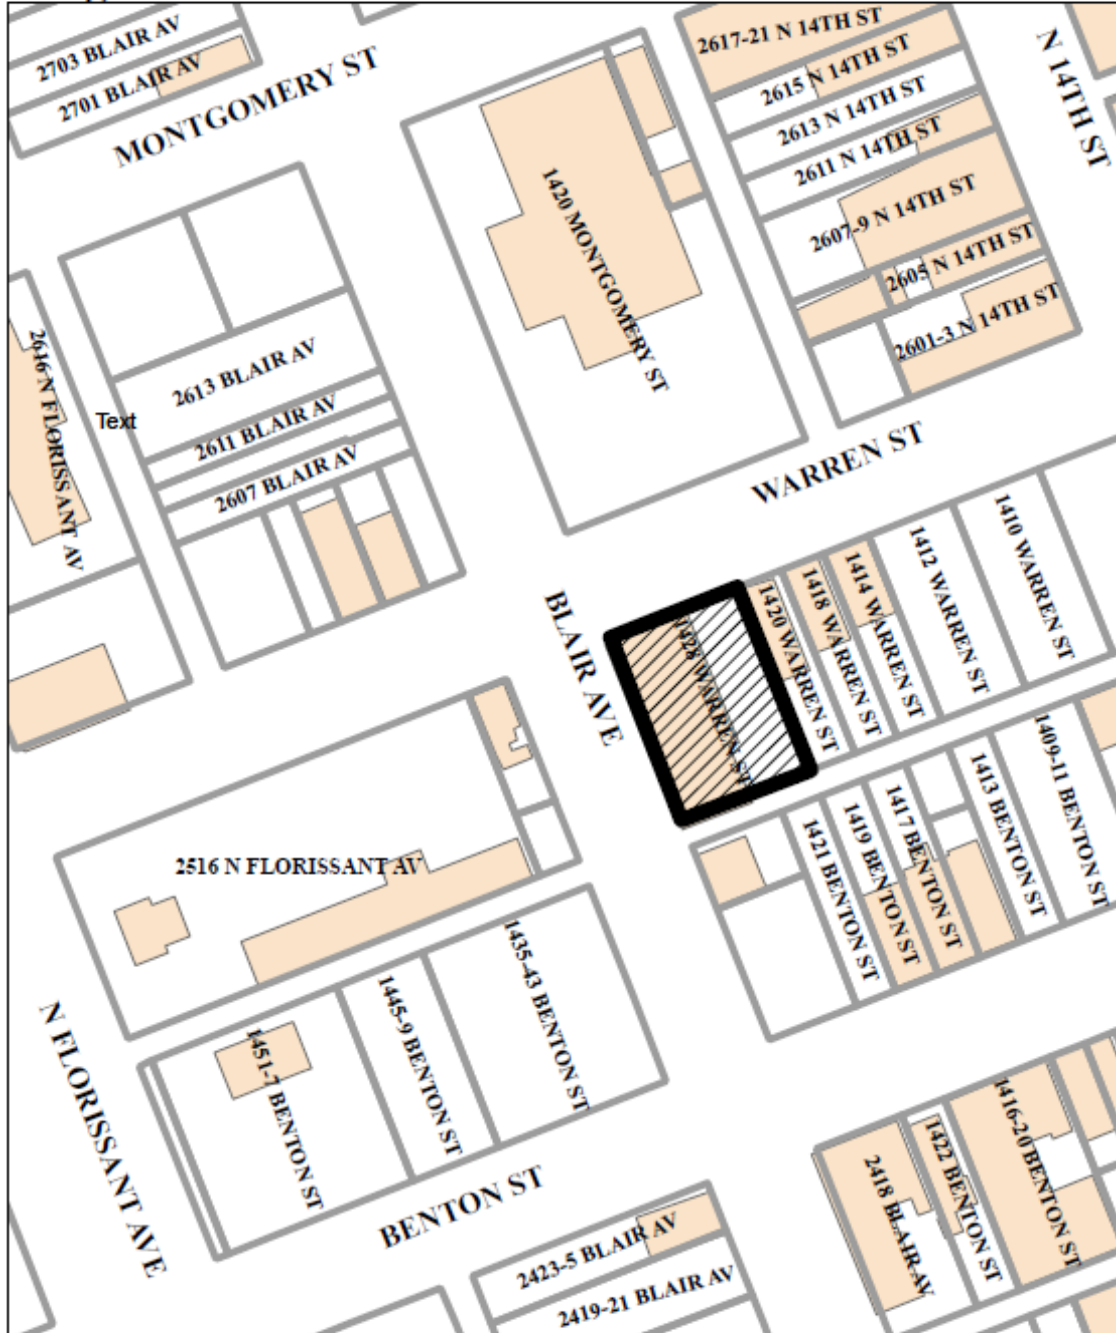 2703 BLAIR AV
2701 BLAIR AV
MONTGOMERY ST
2617-21 N 14TH ST
2615 N 14TH ST
2613 N 14TH ST
2611 N 14TH ST
2607-9 N 14TH ST
2605 N 14TH ST
2601-3 N 14TH ST
N 14TH ST
1420 MONTGOMERY ST
2616 N FLORISSANT AV
Text
2613 BLAIR AV
2611 BLAIR AV
2607 BLAIR AV
WARREN ST
BLAIR AVE
1428 WARREN ST
1420 WARREN ST
1418 WARREN ST
1414 WARREN ST
1412 WARREN ST
1410 WARREN ST
2516 N FLORISSANT AV
1421 BENTON ST
1419 BENTON ST
1417 BENTON ST
1413 BENTON ST
1409-11 BENTON ST
N FLORISSANT AVE
1451-7 BENTON ST
1445-9 BENTON ST
1435-43 BENTON ST
BENTON ST
2423-5 BLAIR AV
2419-21 BLAIR AV
2418 BLAIR AV
1422 BENTON ST
1416-20 BENTON ST